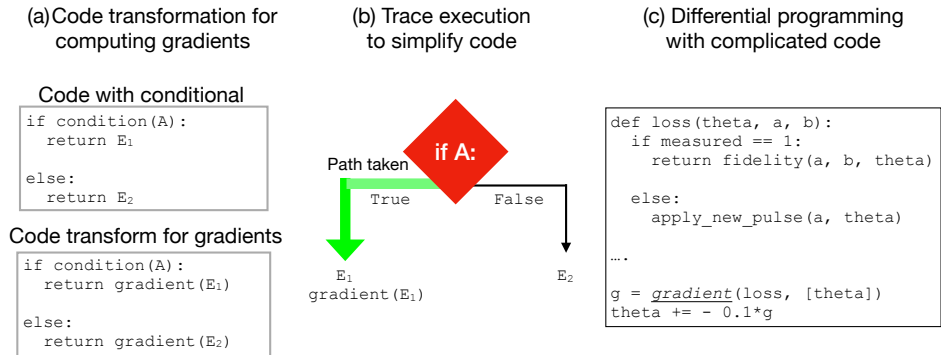 (a)Code transformation for
computing gradients
Code with conditional
if condition(A):
return E₁
else:
return E₂
Code transform for gradients
if condition(A):
return gradient(E₁)
else:
return gradient(E₂)
(b) Trace execution
to simplify code
if A:
Path taken
True
False
E₁
gradient(E₁)
E₂
(c) Differential programming
with complicated code
def loss(theta, a, b):
if measured == 1:
return fidelity(a, b, theta)
else:
apply_new_pulse(a, theta)
….
g = gradient(loss, [theta])
theta += - 0.1*g